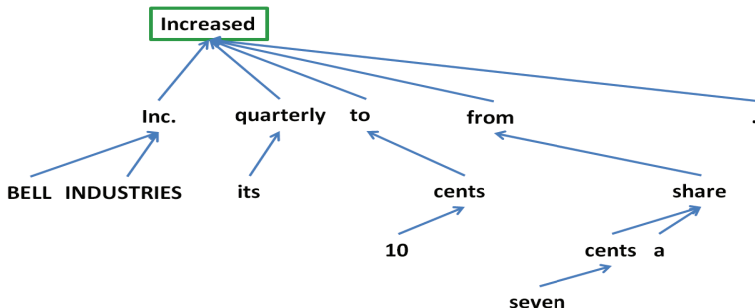 Increased
Inc. quarterly to from .
BELL INDUSTRIES its cents share
10 cents a
seven